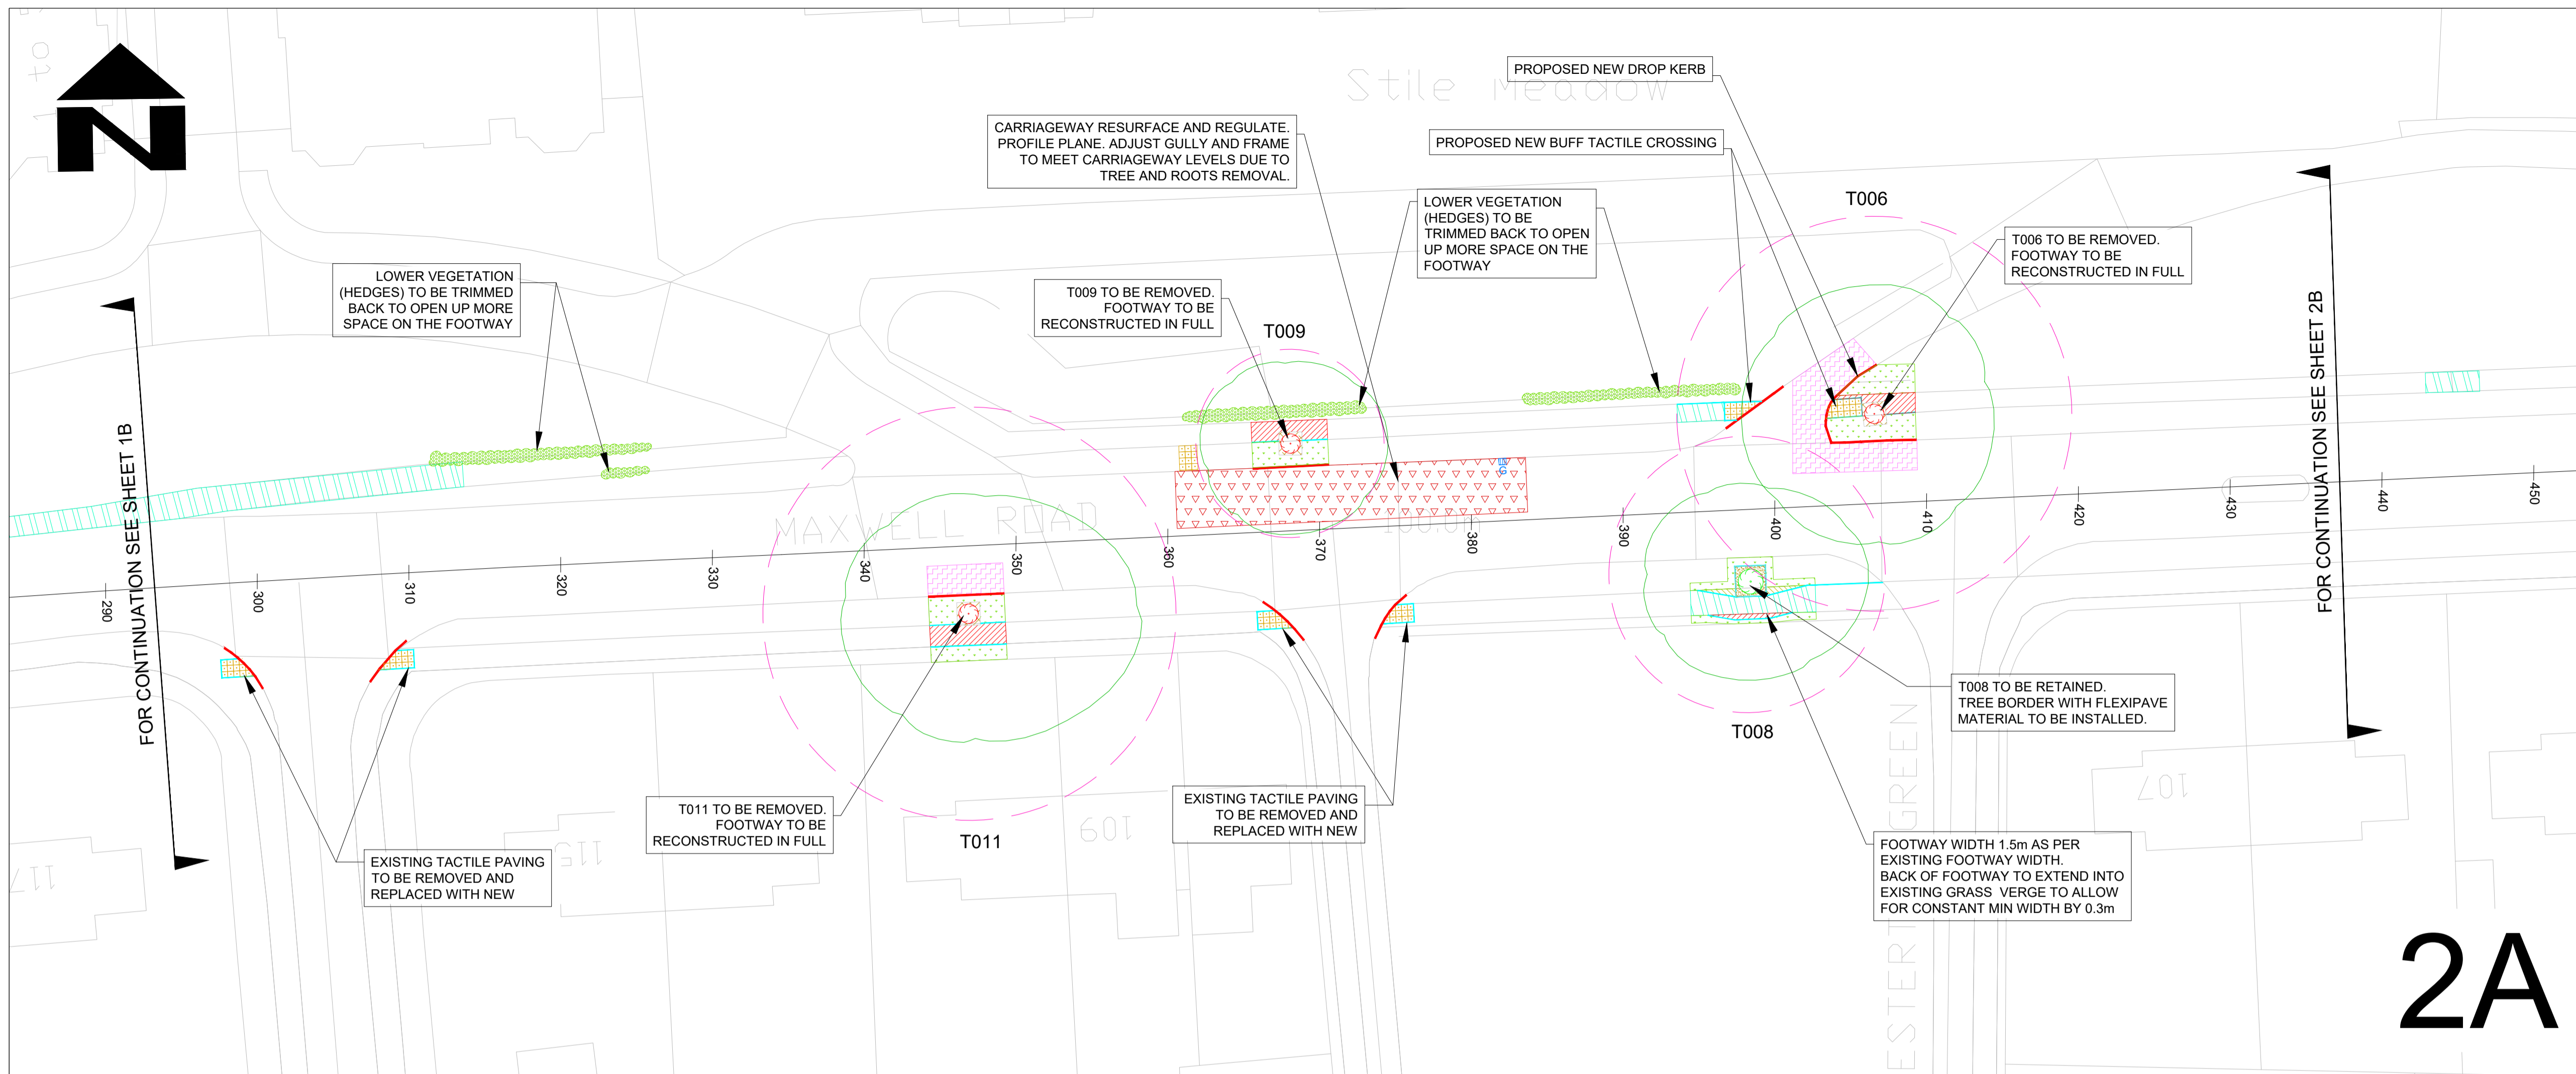 Stile Meadow
PROPOSED NEW DROP KERB
CARRIAGEWAY RESURFACE AND REGULATE.
PROFILE PLANE. ADJUST GULLY AND FRAME
TO MEET CARRIAGEWAY LEVELS DUE TO
TREE AND ROOTS REMOVAL.
PROPOSED NEW BUFF TACTILE CROSSING
LOWER VEGETATION
(HEDGES) TO BE
TRIMMED BACK TO OPEN
UP MORE SPACE ON THE
FOOTWAY
T006
T006 TO BE REMOVED.
FOOTWAY TO BE
RECONSTRUCTED IN FULL
LOWER VEGETATION
(HEDGES) TO BE TRIMMED
BACK TO OPEN UP MORE
SPACE ON THE FOOTWAY
T009 TO BE REMOVED.
FOOTWAY TO BE
RECONSTRUCTED IN FULL
T009
FOR CONTINUATION SEE SHEET 1B
FOR CONTINUATION SEE SHEET 2B
MAXWELL ROAD
100.0m
290
300
310
320
330
340
350
360
370
380
390
400
410
420
430
440
450
T008 TO BE RETAINED.
TREE BORDER WITH FLEXIPAVE
MATERIAL TO BE INSTALLED.
T008
T011 TO BE REMOVED.
FOOTWAY TO BE
RECONSTRUCTED IN FULL
T011
EXISTING TACTILE PAVING
TO BE REMOVED AND
REPLACED WITH NEW
EXISTING TACTILE PAVING
TO BE REMOVED AND
REPLACED WITH NEW
FOOTWAY WIDTH 1.5m AS PER
EXISTING FOOTWAY WIDTH.
BACK OF FOOTWAY TO EXTEND INTO
EXISTING GRASS VERGE TO ALLOW
FOR CONSTANT MIN WIDTH BY 0.3m
117
115
109
107
GREEN
2A